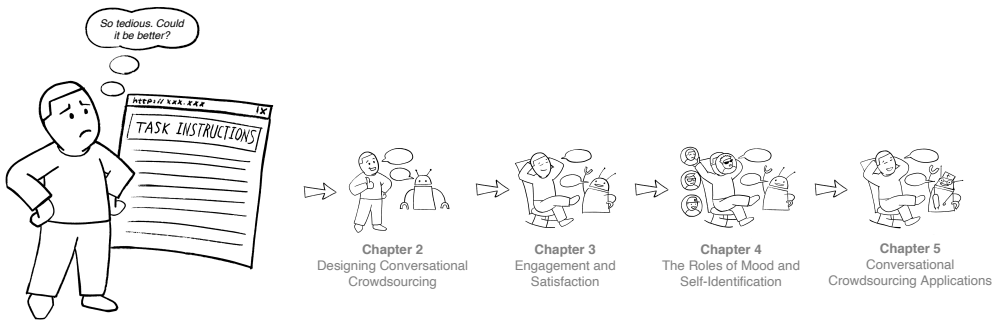 So tedious. Could
it be better?
http://xxx.xxx
X
TASK INSTRUCTIONS
Chapter 2
Designing Conversational
Crowdsourcing
Chapter 3
Engagement and
Satisfaction
Chapter 4
The Roles of Mood and
Self-Identification
Chapter 5
Conversational
Crowdsourcing Applications